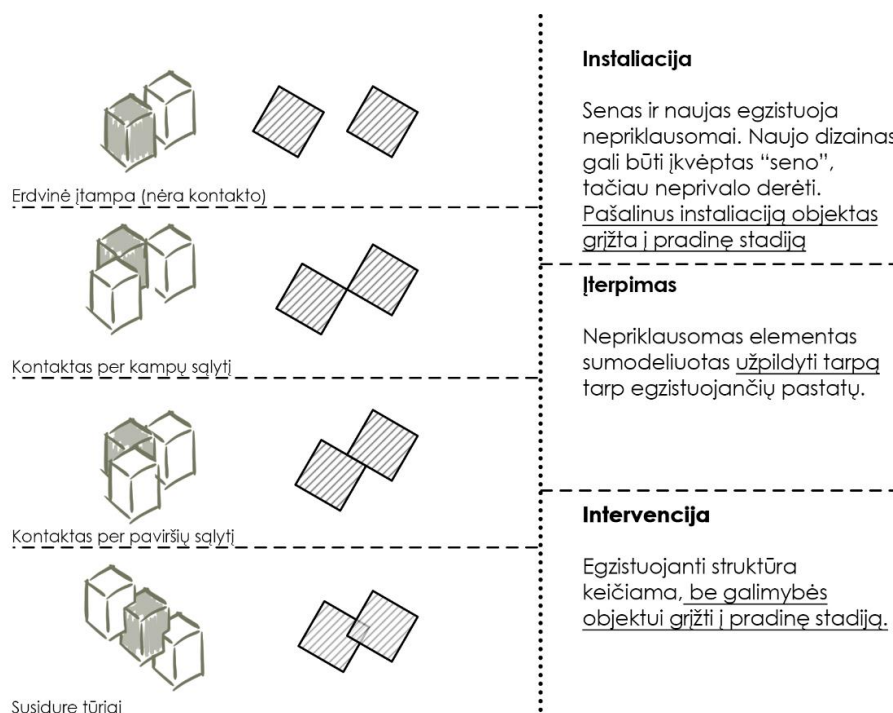 Erdvinė įtampa (nėra kontakto)
Kontaktas per kampų sąlytį
Kontaktas per paviršių sąlytį
Susidure tūriai
Instaliacija
Senas ir naujas egzistuoja
nepriklausomai. Naujo dizainas
gali būti įkvėptas “seno”,
tačiau neprivalo derėti.
Pašalinus instaliaciją objektas
grįžta į pradinę stadiją
Įterpimas
Nepriklausomas elementas
sumodeliuotas užpildyti tarpą
tarp egzistuojančių pastatų.
Intervencija
Egzistuojanti struktūra
keičiama, be galimybės
objektui grįžti į pradinę stadiją.